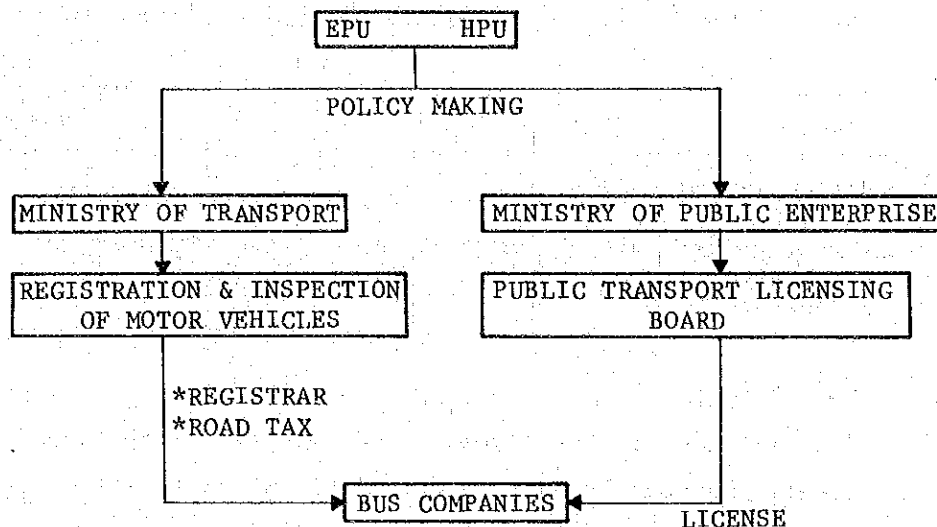 EPU HPU
POLICY MAKING
MINISTRY OF TRANSPORT
MINISTRY OF PUBLIC ENTERPRISE
REGISTRATION & INSPECTION
OF MOTOR VEHICLES
PUBLIC TRANSPORT LICENSING
BOARD
*REGISTRAR
*ROAD TAX
BUS COMPANIES
LICENSE